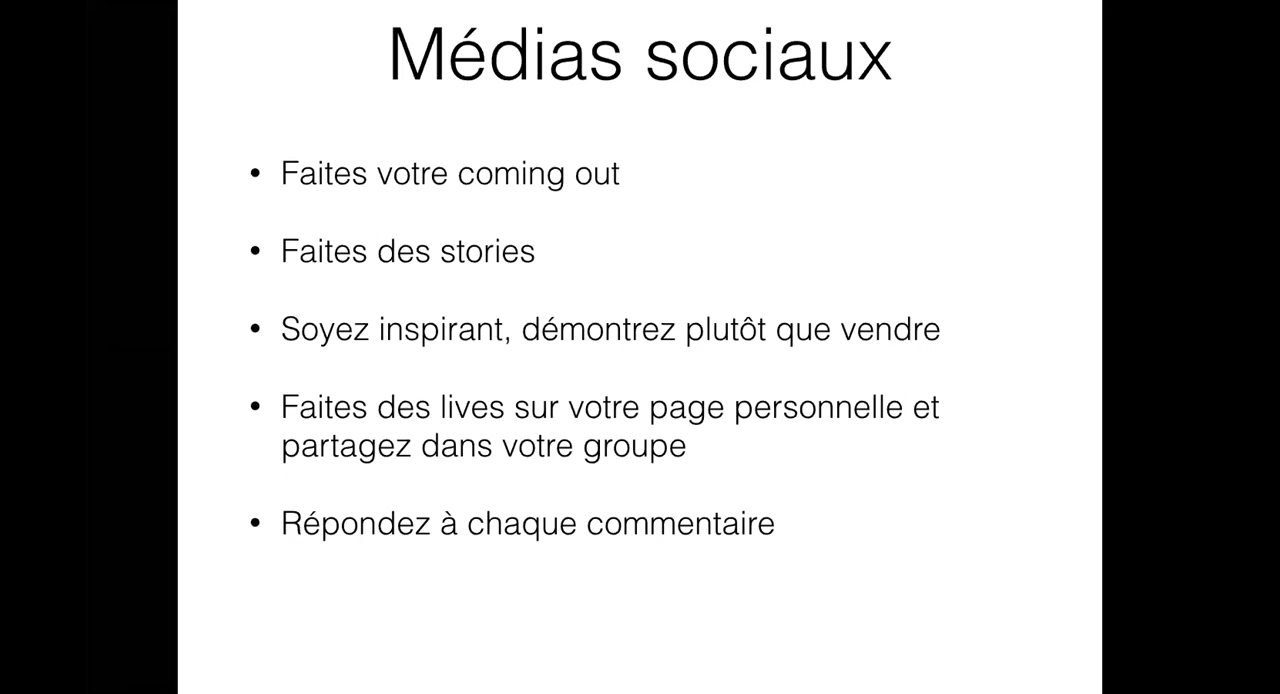 Médias sociaux
• Faites votre coming out
• Faites des stories
• Soyez inspirant, démontrez plutôt que vendre
• Faites des lives sur votre page personnelle et
partagez dans votre groupe
• Répondez à chaque commentaire